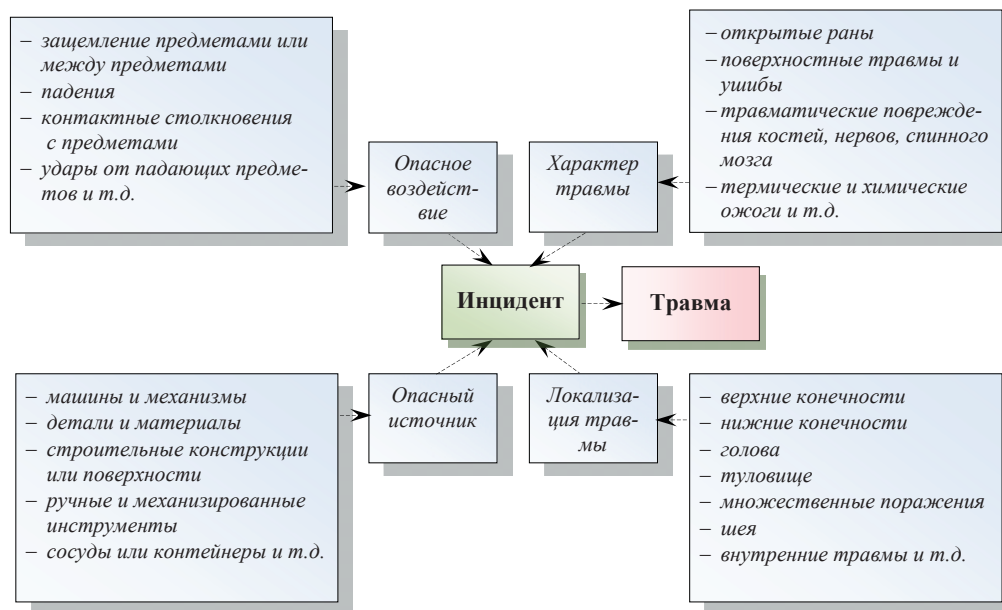 – защемление предметами или
между предметами
– падения
– контактные столкновения
с предметами
– удары от падающих предме-
тов и т.д.
Опасное
воздейст-
вие
Характер
травмы
– открытые раны
– поверхностные травмы и
ушибы
– травматические поврежде
ния костей, нервов, спинного
мозга
– термические и химические
ожоги и т.д.
Инцидент
Травма
– машины и механизмы
– детали и материалы
– строительные конструкции
или поверхности
– ручные и механизированные
инструменты
– сосуды или контейнеры и т.д.
Опасный
источник
Локализа-
ция трав-
мы
– верхние конечности
– нижние конечности
– голова
– туловище
– множественные поражения
– шея
– внутренние травмы и т.д.